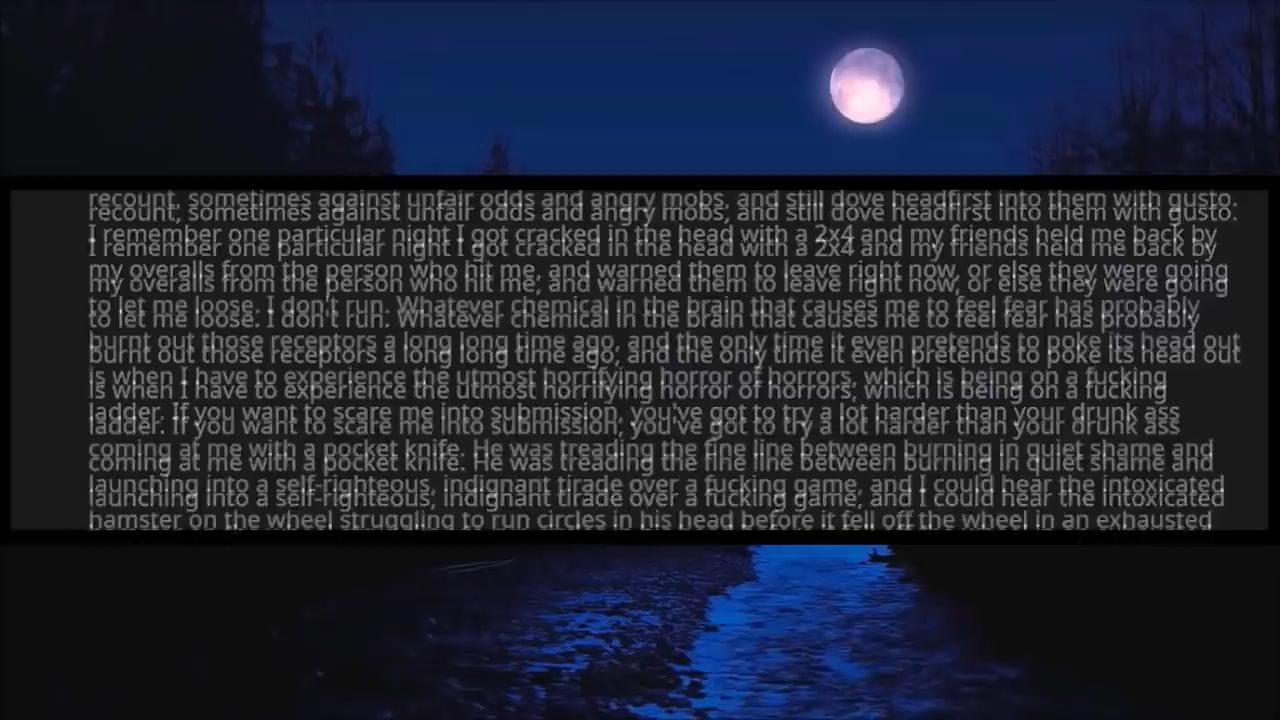 recount, sometimes against unfair odds and angry mobs, and still dove headfirst into them with gusto.
I remember one particular night I got cracked in the head with a 2x4 and my friends held me back by
my overalls from the person who hit me, and warned them to leave right now, or else they were going
to let me loose. I don't run. Whatever chemical in the brain that causes me to feel fear has probably
burnt out those receptors a long long time ago, and the only time it even pretends to poke its head out
is when I have to experience the utmost horrifying horror of horrors, which is being on a fucking
ladder. If you want to scare me into submission, you've got to try a lot harder than your drunk ass
coming at me with a pocket knife. He was treading the fine line between burning in quiet shame and
launching into a self-righteous, indignant tirade over a fucking game, and I could hear the intoxicated
hamster on the wheel struggling to run circles in his head before it fell off the wheel in an exhausted